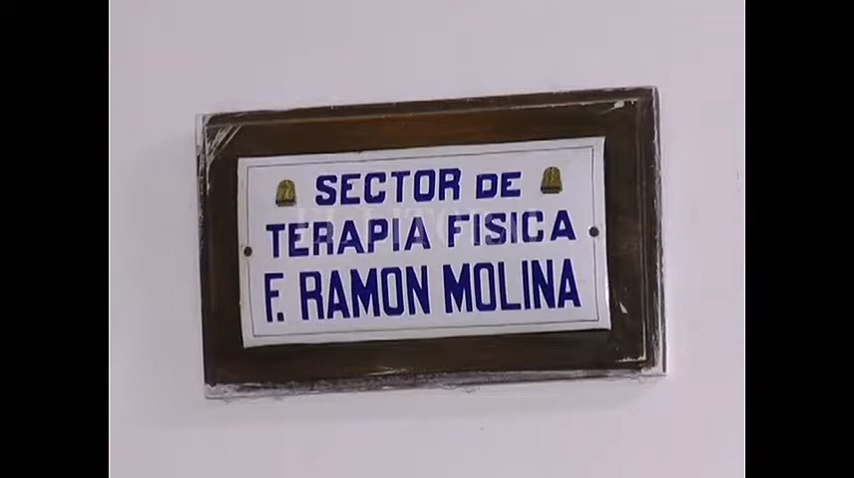 SECTOR DE
TERAPIA FISICA
F. RAMON MOLINA